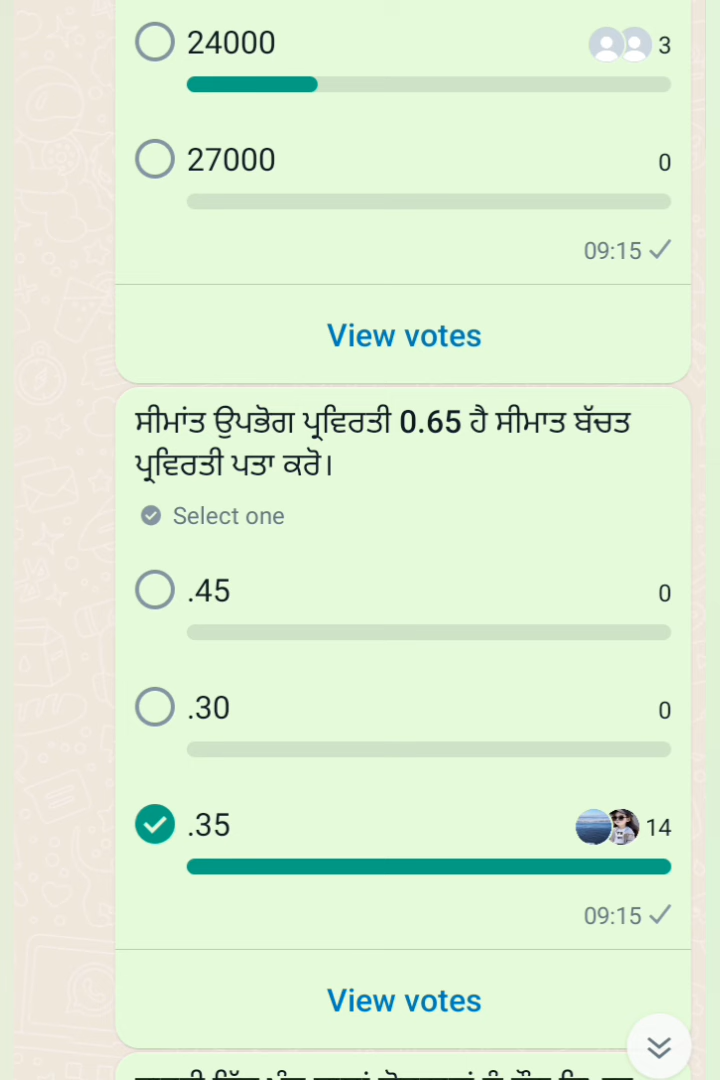 24000
3
27000
0
09:15
View votes
ਸੀਮਾਂਤ ਉਪਭੋਗ ਪ੍ਰਵਿਰਤੀ 0.65 ਹੈ ਸੀਮਾਤ ਬੱਚਤ
ਪ੍ਰਵਿਰਤੀ ਪਤਾ ਕਰੋ।
Select one
.45
0
.30
0
.35
14
09:15
View votes